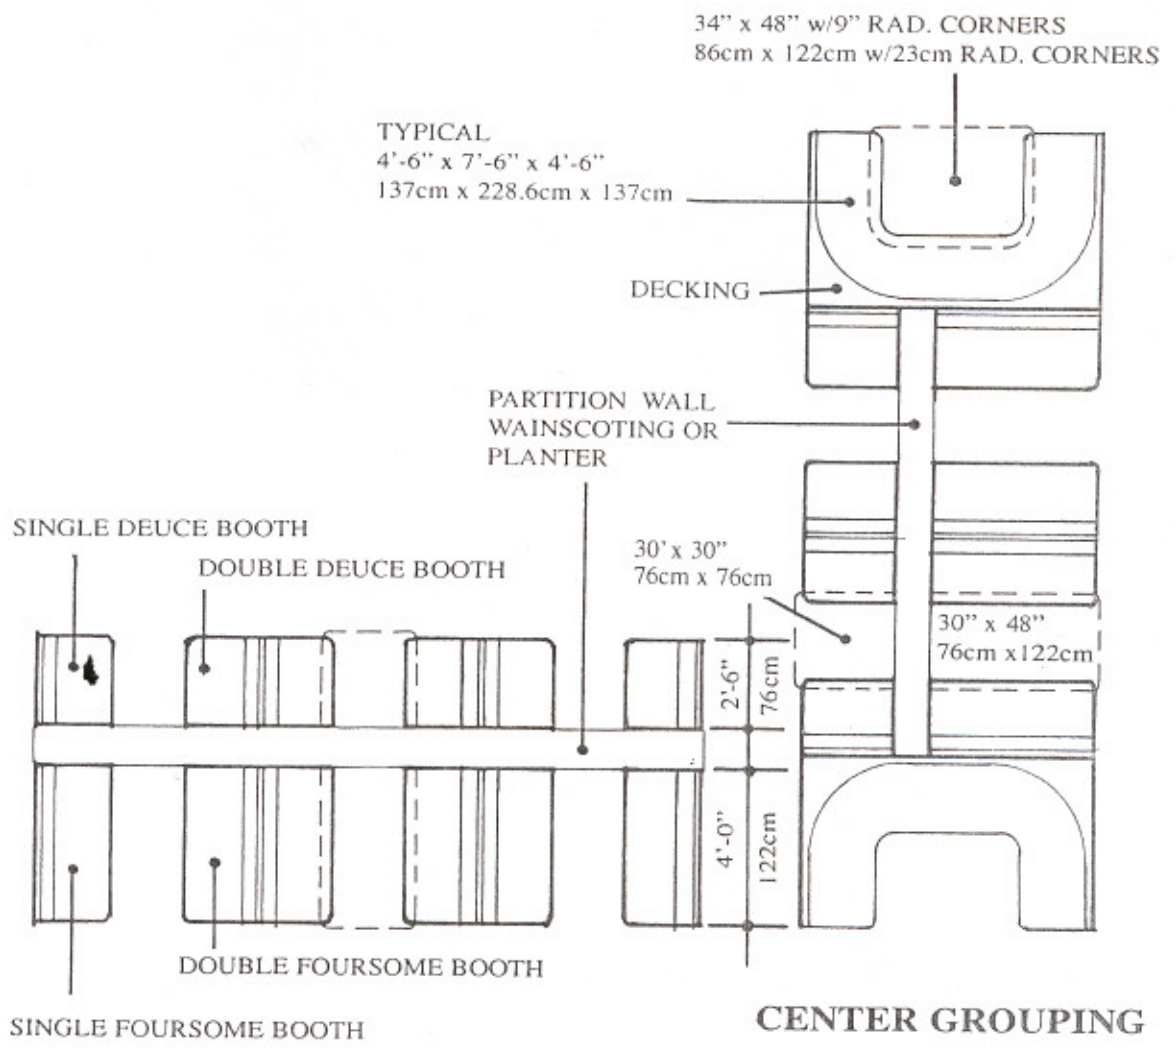 34” x 48” w/9” RAD. CORNERS
86cm x 122cm w/23cm RAD. CORNERS
TYPICAL
4’-6” x 7’-6” x 4’-6”
137cm x 228.6cm x 137cm
DECKING
PARTITION WALL
WAINSCOTING OR
PLANTER
SINGLE DEUCE BOOTH
DOUBLE DEUCE BOOTH
30’ x 30”
76cm x 76cm
30” x 48”
76cm x122cm
2’-6”
76cm
4’-0”
122cm
DOUBLE FOURSOME BOOTH
SINGLE FOURSOME BOOTH
CENTER GROUPING